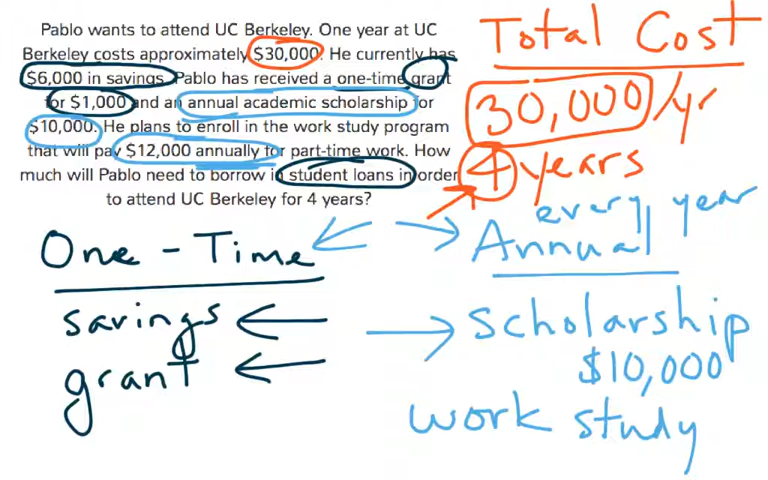 Pablo wants to attend UC Berkeley. One year at UC
Berkeley costs approximately $30,000. He currently has
$6,000 in savings. Pablo has received a one-time grant
for $1,000 and an annual academic scholarship for
$10,000. He plans to enroll in the work study program
that will pay $12,000 annually for part-time work. How
much will Pablo need to borrow in student loans in order
to attend UC Berkeley for 4 years?
Total Cost
30,000/yr
4 years
One-Time
savings
grant
every year
Annual
Scholarship
$10,000
work study